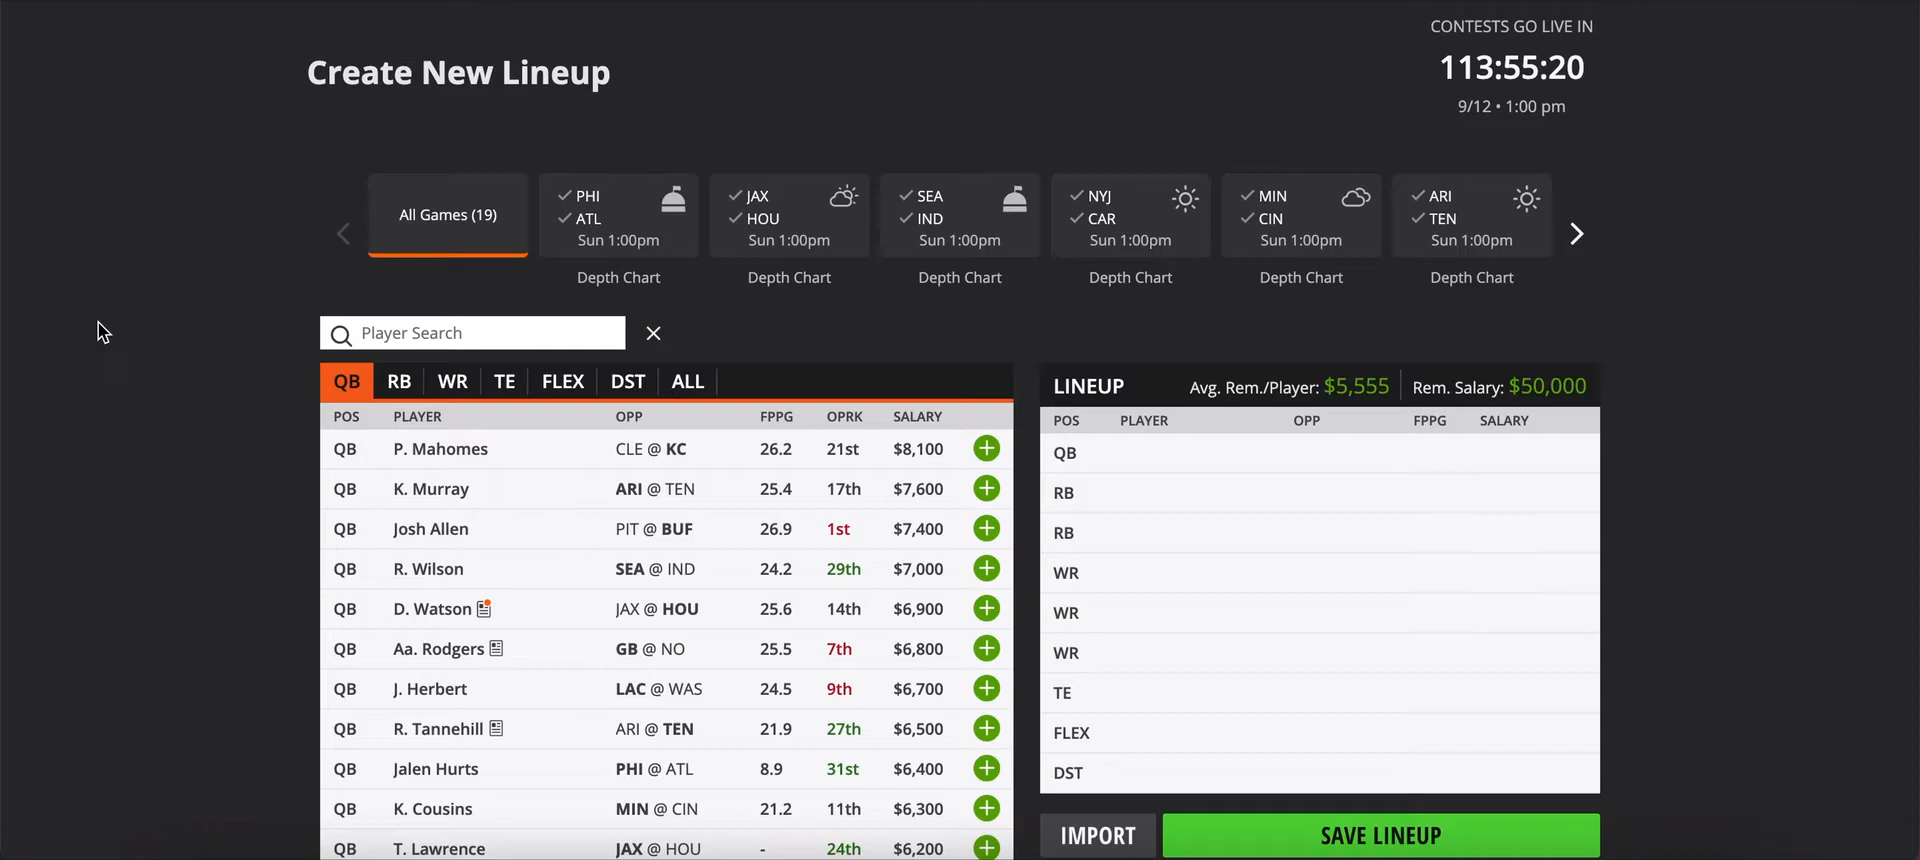 CONTESTS GO LIVE IN
Create New Lineup
113:55:20
9/12 • 1:00 pm
All Games (19)
PHI
ATL
Sun 1:00pm
Depth Chart
JAX
HOU
Sun 1:00pm
Depth Chart
SEA
IND
Sun 1:00pm
Depth Chart
NYJ
CAR
Sun 1:00pm
Depth Chart
MIN
CIN
Sun 1:00pm
Depth Chart
ARI
TEN
Sun 1:00pm
Depth Chart
Player Search
QB RB WR TE FLEX DST ALL
POS PLAYER OPP FPPG OPRK SALARY
QB P. Mahomes CLE @ KC 26.2 21st $8,100
QB K. Murray ARI @ TEN 25.4 17th $7,600
QB Josh Allen PIT @ BUF 26.9 1st $7,400
QB R. Wilson SEA @ IND 24.2 29th $7,000
QB D. Watson JAX @ HOU 25.6 14th $6,900
QB Aa. Rodgers GB @ NO 25.5 7th $6,800
QB J. Herbert LAC @ WAS 24.5 9th $6,700
QB R. Tannehill ARI @ TEN 21.9 27th $6,500
QB Jalen Hurts PHI @ ATL 8.9 31st $6,400
QB K. Cousins MIN @ CIN 21.2 11th $6,300
QB T. Lawrence JAX @ HOU - 24th $6,200
LINEUP Avg. Rem./Player: $5,555 Rem. Salary: $50,000
POS PLAYER OPP FPPG SALARY
QB
RB
RB
WR
WR
WR
TE
FLEX
DST
IMPORT SAVE LINEUP